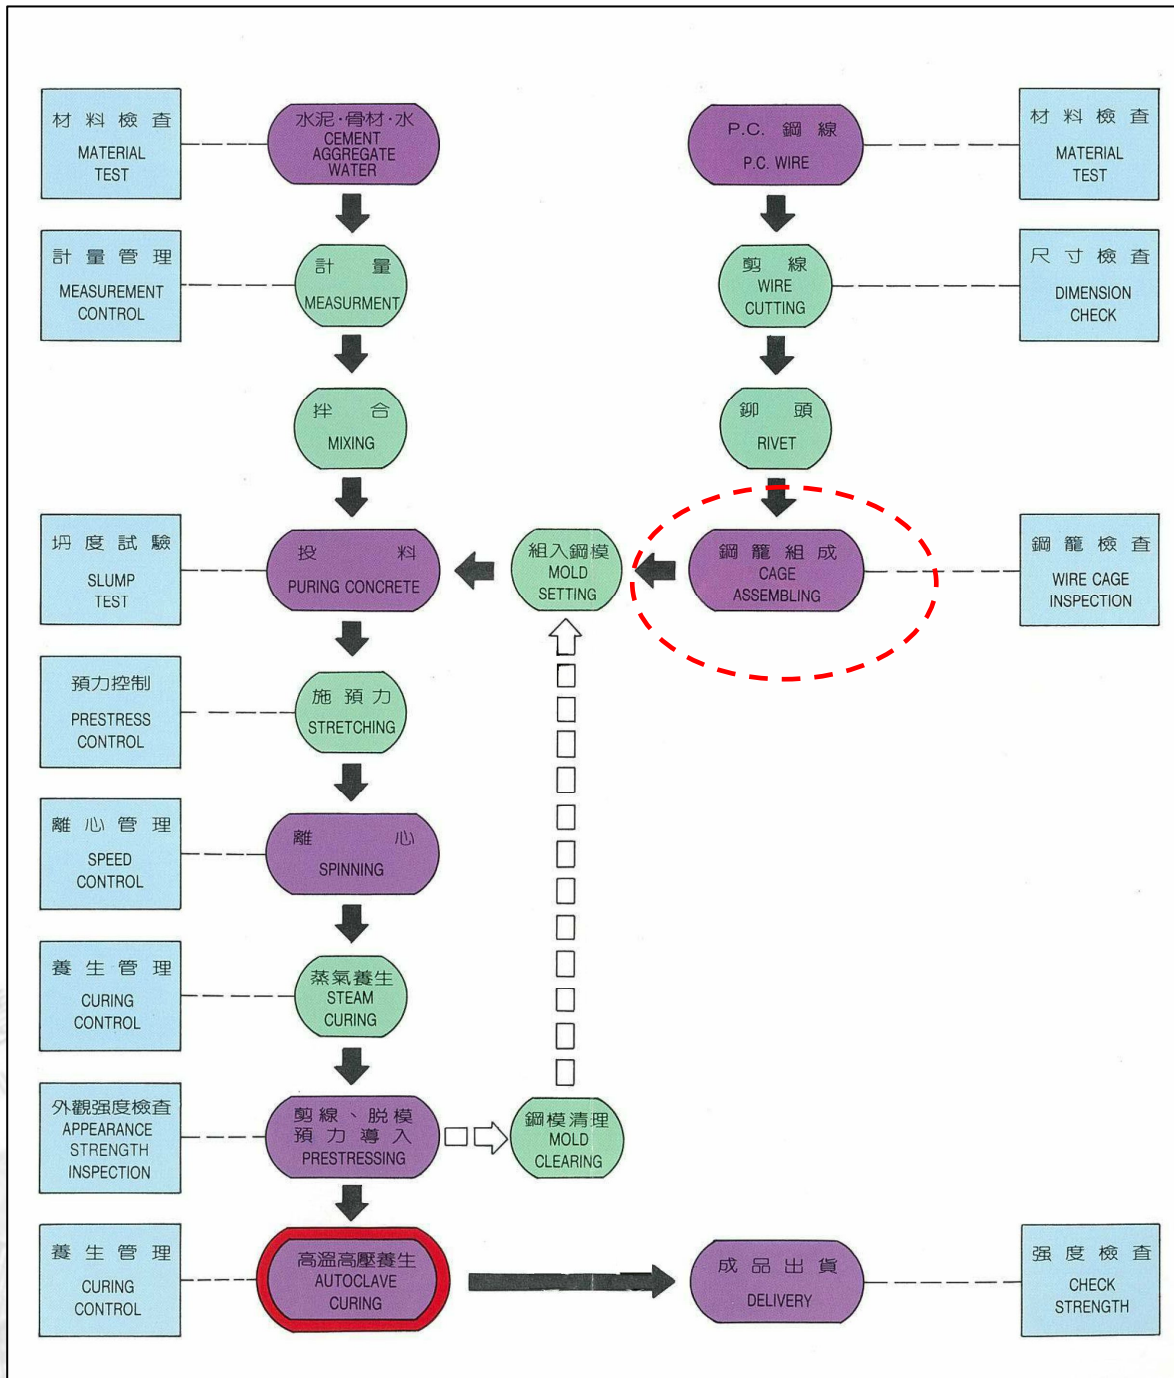 材料檢查
MATERIAL
TEST
水泥·骨材·水
CEMENT
AGGREGATE
WATER
P.C. 鋼線
P.C. WIRE
材料檢查
MATERIAL
TEST
計量管理
MEASUREMENT
CONTROL
計量
MEASURMENT
剪線
WIRE
CUTTING
尺寸檢查
DIMENSION
CHECK
拌合
MIXING
鉚頭
RIVET
坍度試驗
SLUMP
TEST
投料
PURING CONCRETE
組入鋼模
MOLD
SETTING
鋼籠組成
CAGE
ASSEMBLING
鋼籠檢查
WIRE CAGE
INSPECTION
預力控制
PRESTRESS
CONTROL
施預力
STRETCHING
離心管理
SPEED
CONTROL
離心
SPINNING
養生管理
CURING
CONTROL
蒸氣養生
STEAM
CURING
外觀强度檢查
APPEARANCE
STRENGTH
INSPECTION
剪線、脱模
預力導入
PRESTRESSING
鋼模清理
MOLD
CLEARING
養生管理
CURING
CONTROL
高溫高壓養生
AUTOCLAVE
CURING
成品出貨
DELIVERY
强度檢查
CHECK
STRENGTH